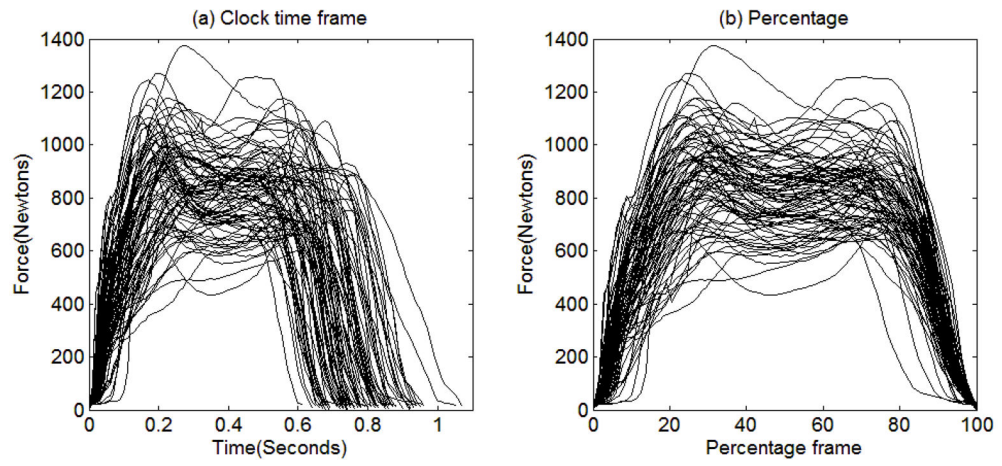 (a) Clock time frame
1400
1200
1000
800
600
400
200
0
Force(Newtons)
0 0.2 0.4 0.6 0.8 1
Time(Seconds)
(b) Percentage
1400
1200
1000
800
600
400
200
0
Force(Newtons)
0 20 40 60 80 100
Percentage frame